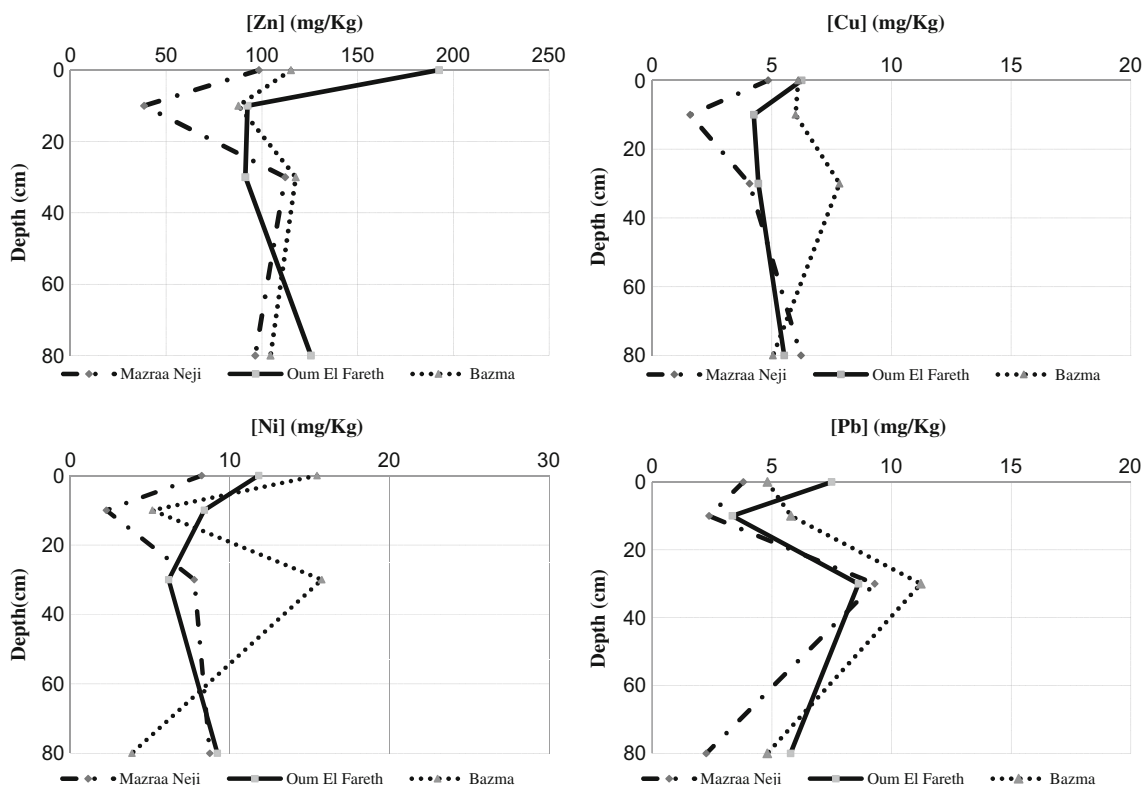 [Zn] (mg/Kg)
0 50 100 150 200 250
0
20
40
60
80
Depth (cm)
Mazraa Neji Oum El Fareth Bazma
[Cu] (mg/Kg)
0 5 10 15 20
0
20
40
60
80
Depth (cm)
Mazraa Neji Oum El Fareth Bazma
[Ni] (mg/Kg)
0 10 20 30
0
20
40
60
80
Depth(cm)
Mazraa Neji Oum El Fareth Bazma
[Pb] (mg/Kg)
0 5 10 15 20
0
20
40
60
80
Depth (cm)
Mazraa Neji Oum El Fareth Bazma